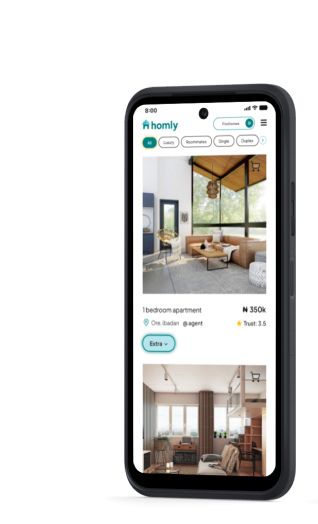 8:00
homly
Preferences
All
Luxury
Roommates
Single
Duplex
1 bedroom apartment
₦ 350k
Ore, Ibadan
@agent
Trust: 3.5
Extra